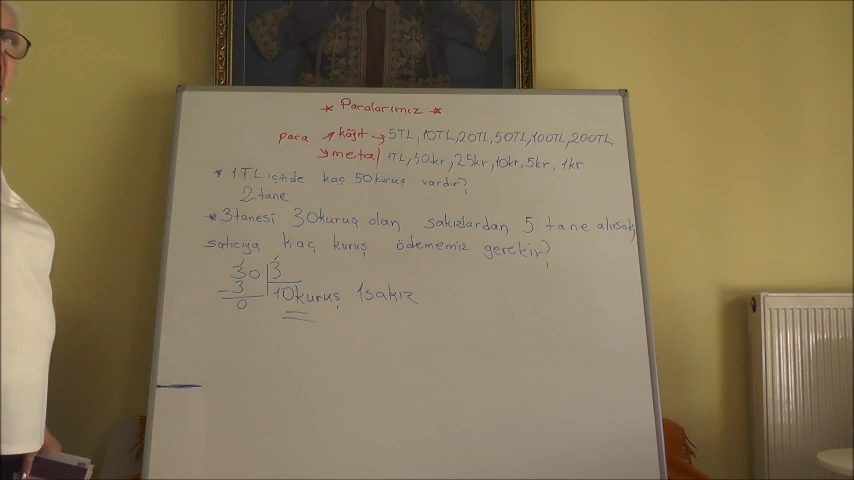 * Paralarımız *
para ↗ kâğıt → 5TL, 10TL, 20TL, 50TL, 100TL, 200TL
↘ metal 1TL, 50kr, 25kr, 10kr, 5kr, 1kr
* 1TL içinde kaç 50kuruş vardır?
2 tane
* 3tanesi 30kuruş olan sakızlardan 5 tane alırsak,
satıcıya kaç kuruş ödememiz gerekir?
30 3
-3 10kuruş 1sakız
0